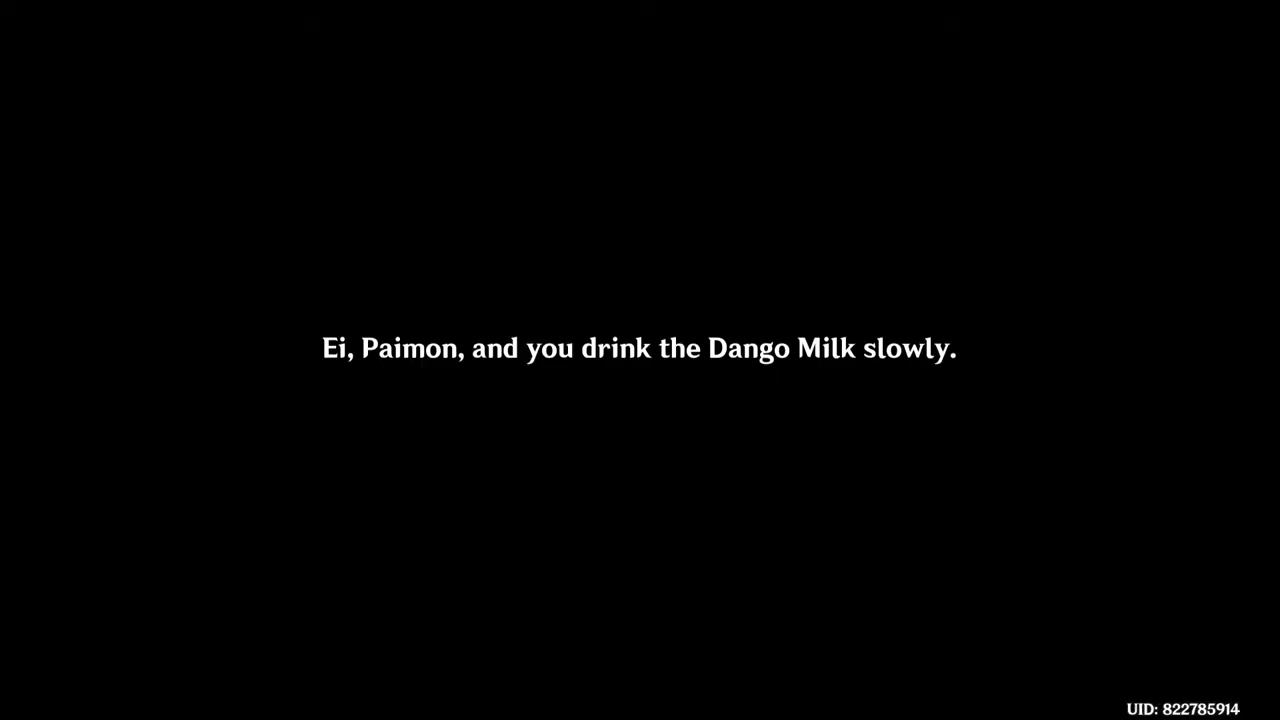 Ei, Paimon, and you drink the Dango Milk slowly.
UID: 822785914